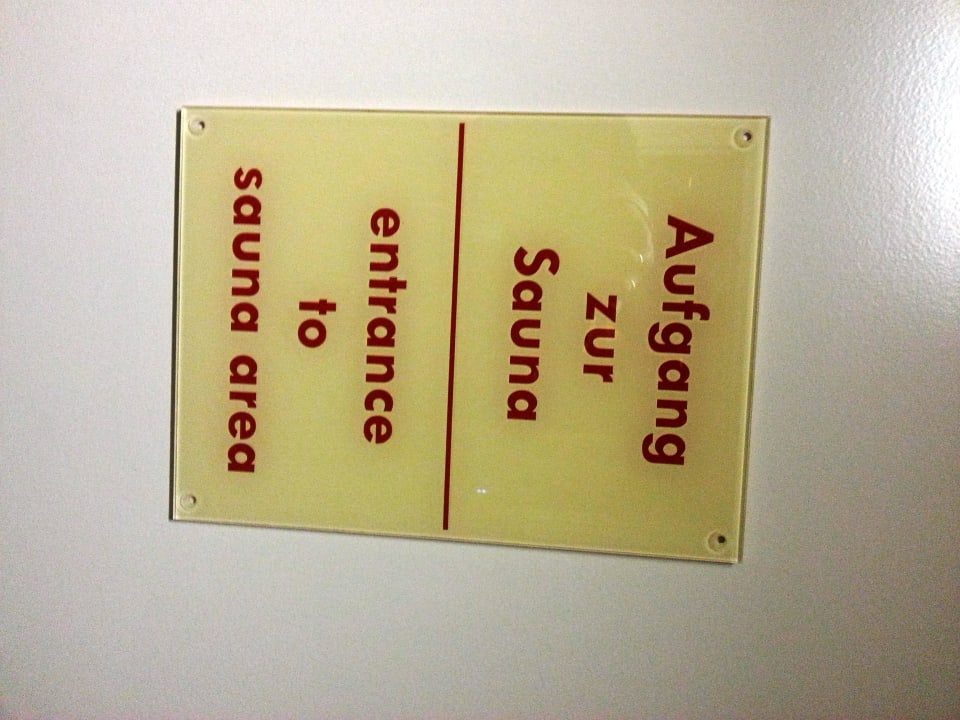 Aufgang
zur
Sauna
entrance
to
sauna area